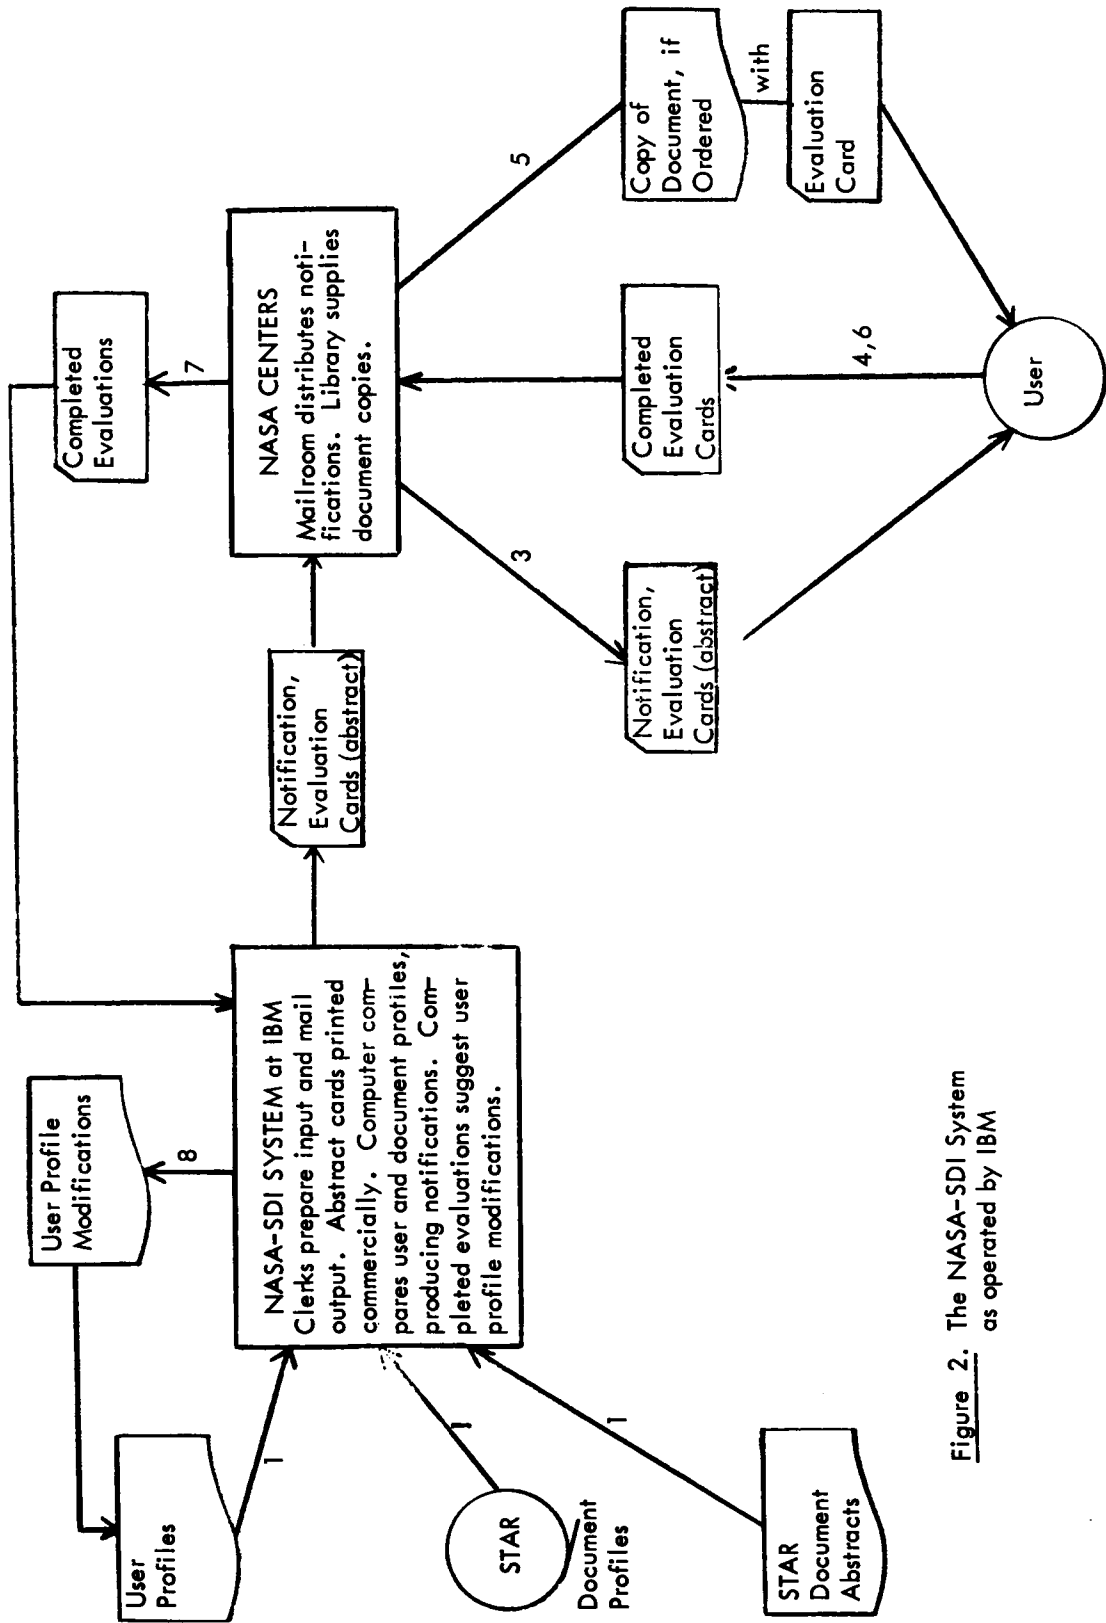 User Profile
Modifications
8
User
Profiles
1
STAR
Document
Profiles
1
STAR
Document
Abstracts
1
NASA-SDI SYSTEM at IBM
Clerks prepare input and mail
output. Abstract cards printed
commercially. Computer com-
pares user and document profiles,
producing notifications. Com-
pleted evaluations suggest user
profile modifications.
Notification,
Evaluation
Cards (abstract)
Completed
Evaluations
7
NASA CENTERS
Mailroom distributes noti-
fications. Library supplies
document copies.
3
Notification,
Evaluation
Cards (abstract)
Completed
Evaluation
Cards
4,6
5
Copy of
Document, if
Ordered
with
Evaluation
Card
User
Figure 2. The NASA-SDI System
as operated by IBM